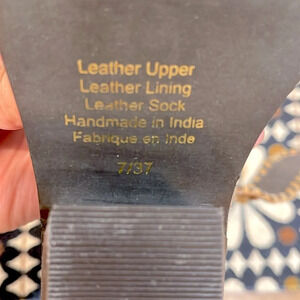 Leather Upper
Leather Lining
Leather Sock
Handmade in India
Fabriqué en Inde
7/37